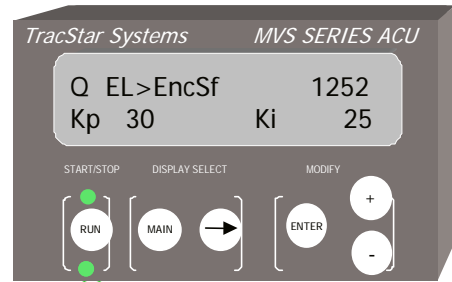 TracStar Systems MVS SERIES ACU
Q EL>EncSf 1252
Kp 30 Ki 25
START/STOP DISPLAY SELECT MODIFY
RUN MAIN ENTER + -